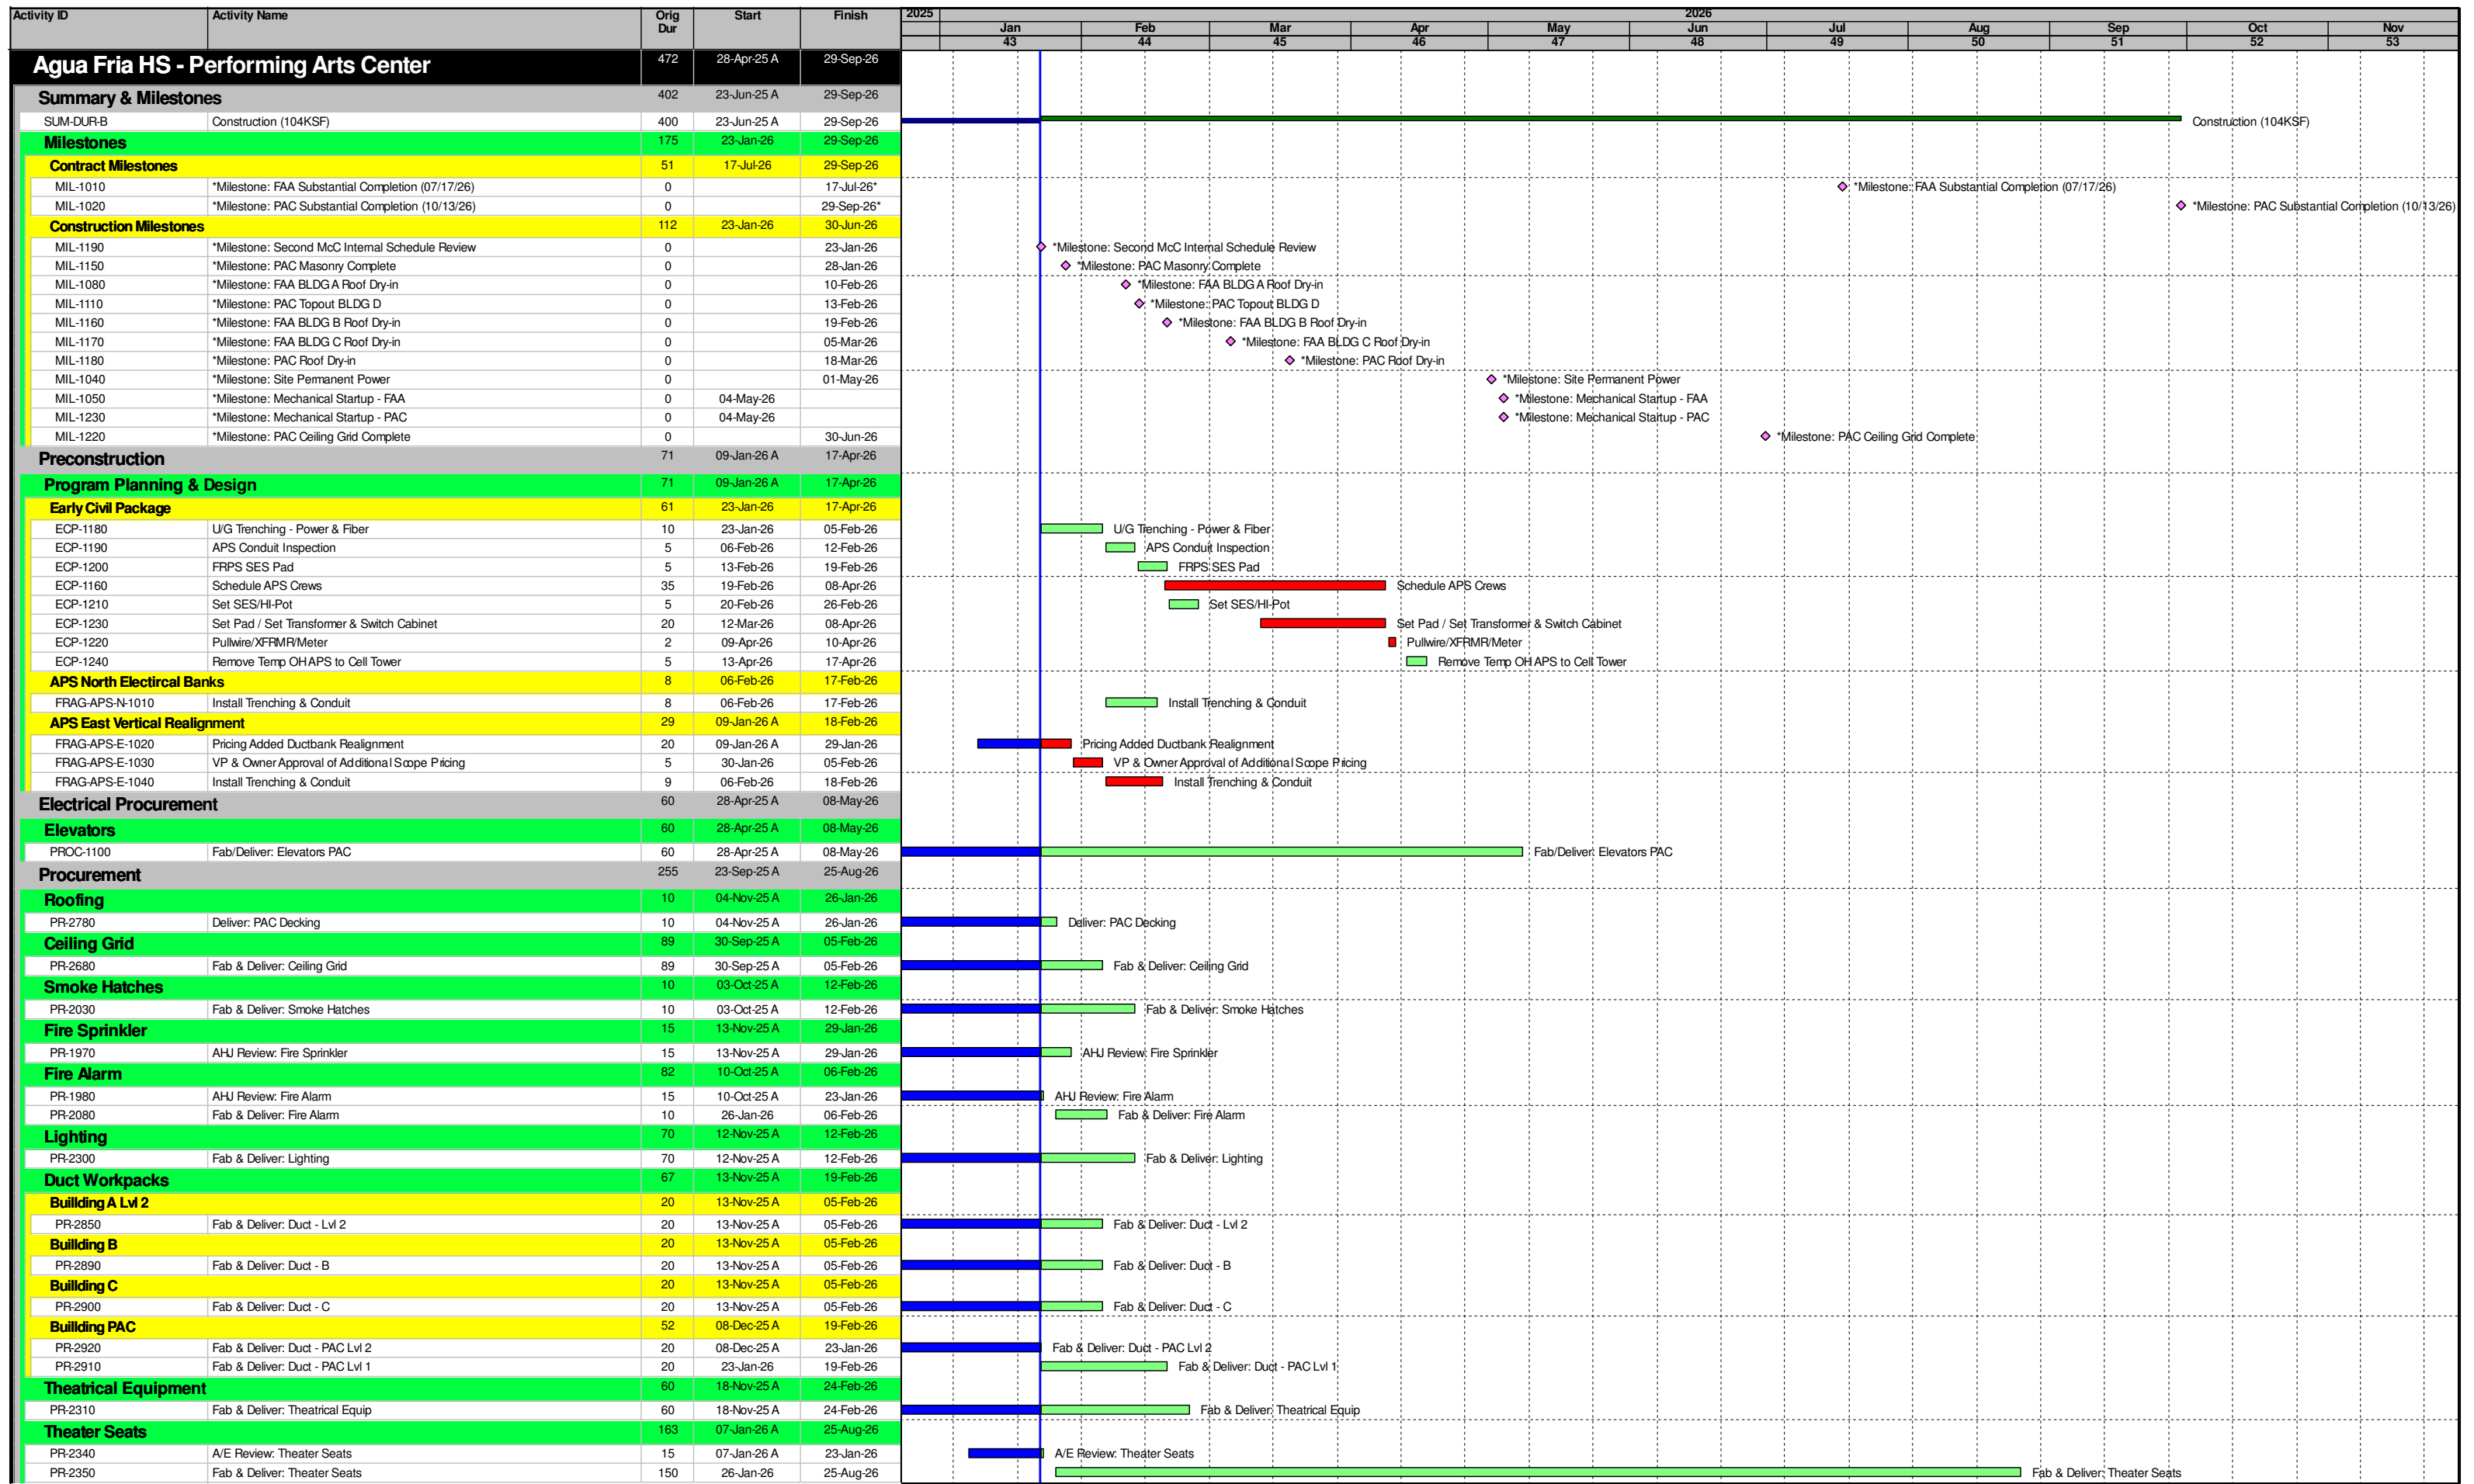 Activity ID Activity Name Orig Dur Start Finish 2025 2026
Jan Feb Mar Apr May Jun Jul Aug Sep Oct Nov
43 44 45 46 47 48 49 50 51 52 53
Agua Fria HS - Performing Arts Center 472 28-Apr-25 A 29-Sep-26
Summary & Milestones 402 23-Jun-25 A 29-Sep-26
SUM-DUR-B Construction (104KSF) 400 23-Jun-25 A 29-Sep-26 Construction (104KSF)
Milestones 175 23-Jan-26 29-Sep-26
Contract Milestones 51 17-Jul-26 29-Sep-26
MIL-1010 *Milestone: FAA Substantial Completion (07/17/26) 0 17-Jul-26* *Milestone: FAA Substantial Completion (07/17/26)
MIL-1020 *Milestone: PAC Substantial Completion (10/13/26) 0 29-Sep-26* *Milestone: PAC Substantial Completion (10/13/26)
Construction Milestones 112 23-Jan-26 30-Jun-26
MIL-1190 *Milestone: Second McC Internal Schedule Review 0 23-Jan-26 *Milestone: Second McC Internal Schedule Review
MIL-1150 *Milestone: PAC Masonry Complete 0 28-Jan-26 *Milestone: PAC Masonry Complete
MIL-1080 *Milestone: FAA BLDG A Roof Dry-in 0 10-Feb-26 *Milestone: FAA BLDG A Roof Dry-in
MIL-1110 *Milestone: PAC Topout BLDG D 0 13-Feb-26 *Milestone: PAC Topout BLDG D
MIL-1160 *Milestone: FAA BLDG B Roof Dry-in 0 19-Feb-26 *Milestone: FAA BLDG B Roof Dry-in
MIL-1170 *Milestone: FAA BLDG C Roof Dry-in 0 05-Mar-26 *Milestone: FAA BLDG C Roof Dry-in
MIL-1180 *Milestone: PAC Roof Dry-in 0 18-Mar-26 *Milestone: PAC Roof Dry-in
MIL-1040 *Milestone: Site Permanent Power 0 01-May-26 *Milestone: Site Permanent Power
MIL-1050 *Milestone: Mechanical Startup - FAA 0 04-May-26 *Milestone: Mechanical Startup - FAA
MIL-1230 *Milestone: Mechanical Startup - PAC 0 04-May-26 *Milestone: Mechanical Startup - PAC
MIL-1220 *Milestone: PAC Ceiling Grid Complete 0 30-Jun-26 *Milestone: PAC Ceiling Grid Complete
Preconstruction 71 09-Jan-26 A 17-Apr-26
Program Planning & Design 71 09-Jan-26 A 17-Apr-26
Early Civil Package 61 23-Jan-26 17-Apr-26
ECP-1180 U/G Trenching - Power & Fiber 10 23-Jan-26 05-Feb-26 U/G Trenching - Power & Fiber
ECP-1190 APS Conduit Inspection 5 06-Feb-26 12-Feb-26 APS Conduit Inspection
ECP-1200 FRPS SES Pad 5 13-Feb-26 19-Feb-26 FRPS SES Pad
ECP-1160 Schedule APS Crews 35 19-Feb-26 08-Apr-26 Schedule APS Crews
ECP-1210 Set SES/HI-Pot 5 20-Feb-26 26-Feb-26 Set SES/HI-Pot
ECP-1230 Set Pad / Set Transformer & Switch Cabinet 20 12-Mar-26 08-Apr-26 Set Pad / Set Transformer & Switch Cabinet
ECP-1220 Pullwire/XFRMR/Meter 2 09-Apr-26 10-Apr-26 Pullwire/XFRMR/Meter
ECP-1240 Remove Temp OH APS to Cell Tower 5 13-Apr-26 17-Apr-26 Remove Temp OH APS to Cell Tower
APS North Electircal Banks 8 06-Feb-26 17-Feb-26
FRAG-APS-N-1010 Install Trenching & Conduit 8 06-Feb-26 17-Feb-26 Install Trenching & Conduit
APS East Vertical Realignment 29 09-Jan-26 A 18-Feb-26
FRAG-APS-E-1020 Pricing Added Ductbank Realignment 20 09-Jan-26 A 29-Jan-26 Pricing Added Ductbank Realignment
FRAG-APS-E-1030 VP & Owner Approval of Additional Scope Pricing 5 30-Jan-26 05-Feb-26 VP & Owner Approval of Additional Scope Pricing
FRAG-APS-E-1040 Install Trenching & Conduit 9 06-Feb-26 18-Feb-26 Install Trenching & Conduit
Electrical Procurement 60 28-Apr-25 A 08-May-26
Elevators 60 28-Apr-25 A 08-May-26
PROC-1100 Fab/Deliver: Elevators PAC 60 28-Apr-25 A 08-May-26 Fab/Deliver: Elevators PAC
Procurement 255 23-Sep-25 A 25-Aug-26
Roofing 10 04-Nov-25 A 26-Jan-26
PR-2780 Deliver: PAC Decking 10 04-Nov-25 A 26-Jan-26 Deliver: PAC Decking
Ceiling Grid 89 30-Sep-25 A 05-Feb-26
PR-2680 Fab & Deliver: Ceiling Grid 89 30-Sep-25 A 05-Feb-26 Fab & Deliver: Ceiling Grid
Smoke Hatches 10 03-Oct-25 A 12-Feb-26
PR-2030 Fab & Deliver: Smoke Hatches 10 03-Oct-25 A 12-Feb-26 Fab & Deliver: Smoke Hatches
Fire Sprinkler 15 13-Nov-25 A 29-Jan-26
PR-1970 AHJ Review: Fire Sprinkler 15 13-Nov-25 A 29-Jan-26 AHJ Review: Fire Sprinkler
Fire Alarm 82 10-Oct-25 A 06-Feb-26
PR-1980 AHJ Review: Fire Alarm 15 10-Oct-25 A 23-Jan-26 AHJ Review: Fire Alarm
PR-2080 Fab & Deliver: Fire Alarm 10 26-Jan-26 06-Feb-26 Fab & Deliver: Fire Alarm
Lighting 70 12-Nov-25 A 12-Feb-26
PR-2300 Fab & Deliver: Lighting 70 12-Nov-25 A 12-Feb-26 Fab & Deliver: Lighting
Duct Workpacks 67 13-Nov-25 A 19-Feb-26
Buillding A Lvl 2 20 13-Nov-25 A 05-Feb-26
PR-2850 Fab & Deliver: Duct - Lvl 2 20 13-Nov-25 A 05-Feb-26 Fab & Deliver: Duct - Lvl 2
Buillding B 20 13-Nov-25 A 05-Feb-26
PR-2890 Fab & Deliver: Duct - B 20 13-Nov-25 A 05-Feb-26 Fab & Deliver: Duct - B
Buillding C 20 13-Nov-25 A 05-Feb-26
PR-2900 Fab & Deliver: Duct - C 20 13-Nov-25 A 05-Feb-26 Fab & Deliver: Duct - C
Buillding PAC 52 08-Dec-25 A 19-Feb-26
PR-2920 Fab & Deliver: Duct - PAC Lvl 2 20 08-Dec-25 A 23-Jan-26 Fab & Deliver: Duct - PAC Lvl 2
PR-2910 Fab & Deliver: Duct - PAC Lvl 1 20 23-Jan-26 19-Feb-26 Fab & Deliver: Duct - PAC Lvl 1
Theatrical Equipment 60 18-Nov-25 A 24-Feb-26
PR-2310 Fab & Deliver: Theatrical Equip 60 18-Nov-25 A 24-Feb-26 Fab & Deliver: Theatrical Equip
Theater Seats 163 07-Jan-26 A 25-Aug-26
PR-2340 A/E Review: Theater Seats 15 07-Jan-26 A 23-Jan-26 A/E Review: Theater Seats
PR-2350 Fab & Deliver: Theater Seats 150 26-Jan-26 25-Aug-26 Fab & Deliver: Theater Seats